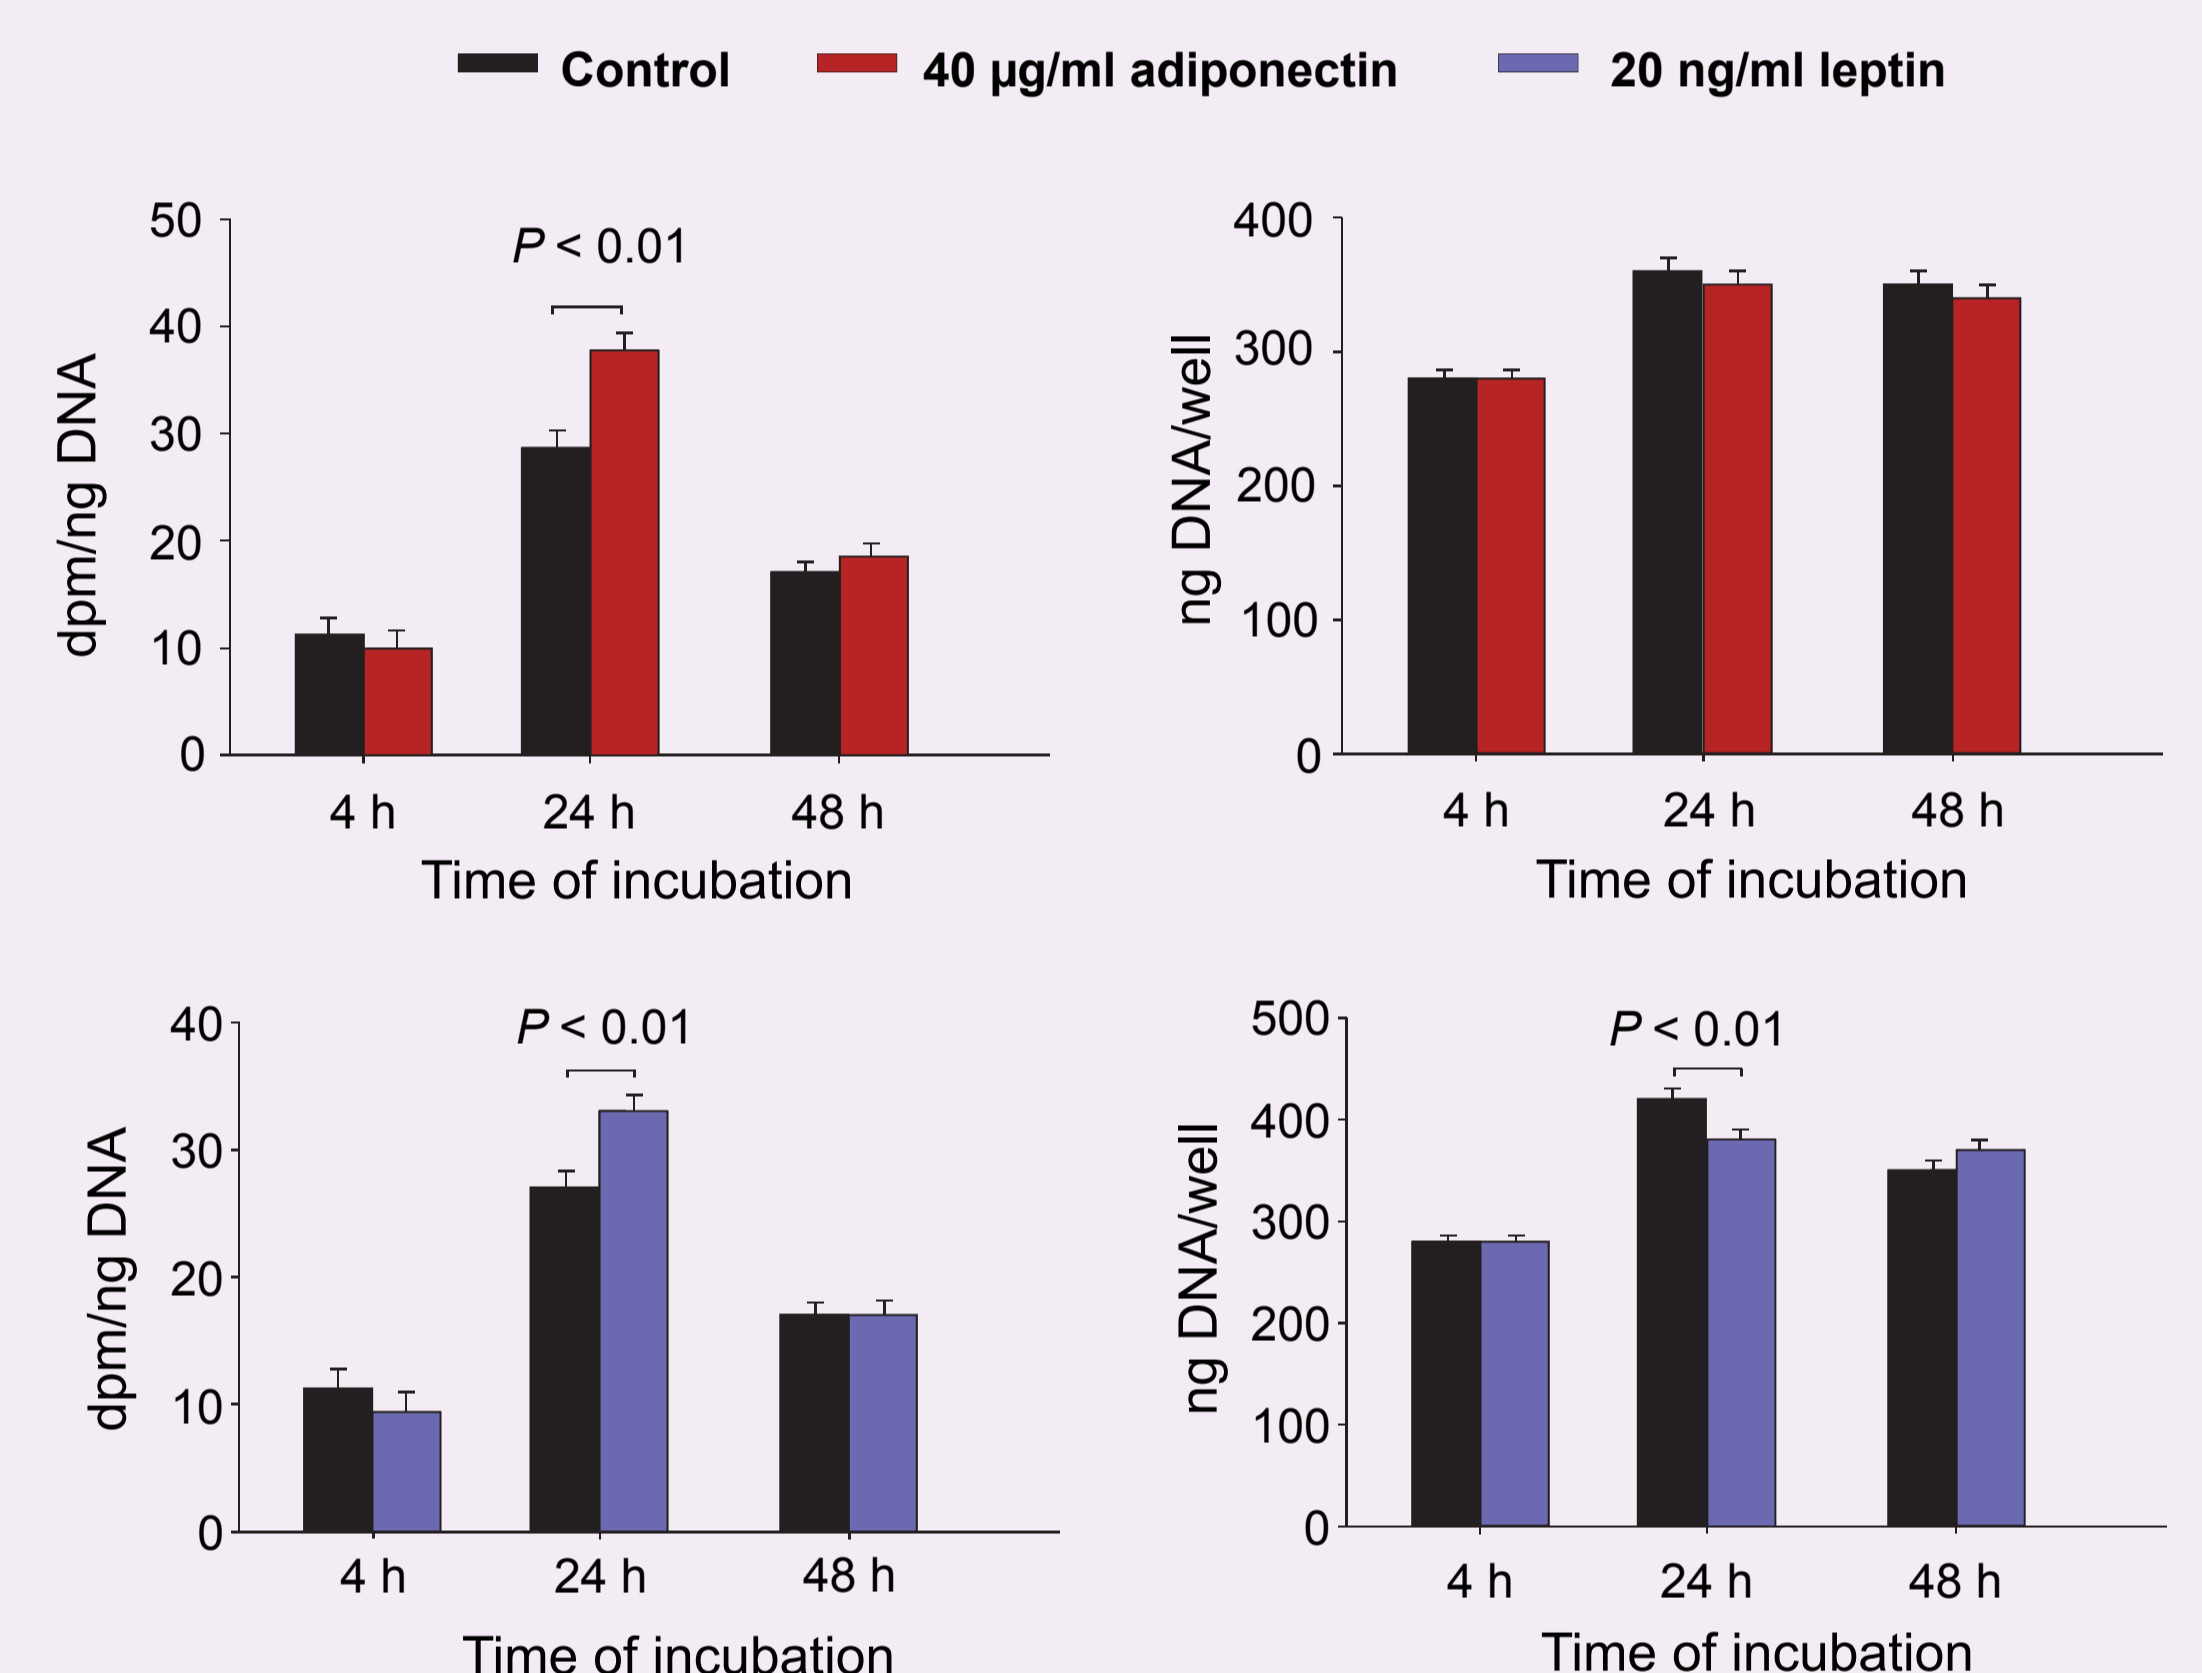 Control 40 µg/ml adiponectin 20 ng/ml leptin
50
40
30
20
10
0
dpm/ng DNA
P < 0.01
4 h 24 h 48 h
Time of incubation
400
300
200
100
0
ng DNA/well
4 h 24 h 48 h
Time of incubation
40
30
20
10
0
dpm/ng DNA
P < 0.01
4 h 24 h 48 h
Time of incubation
500
400
300
200
100
0
ng DNA/well
P < 0.01
4 h 24 h 48 h
Time of incubation